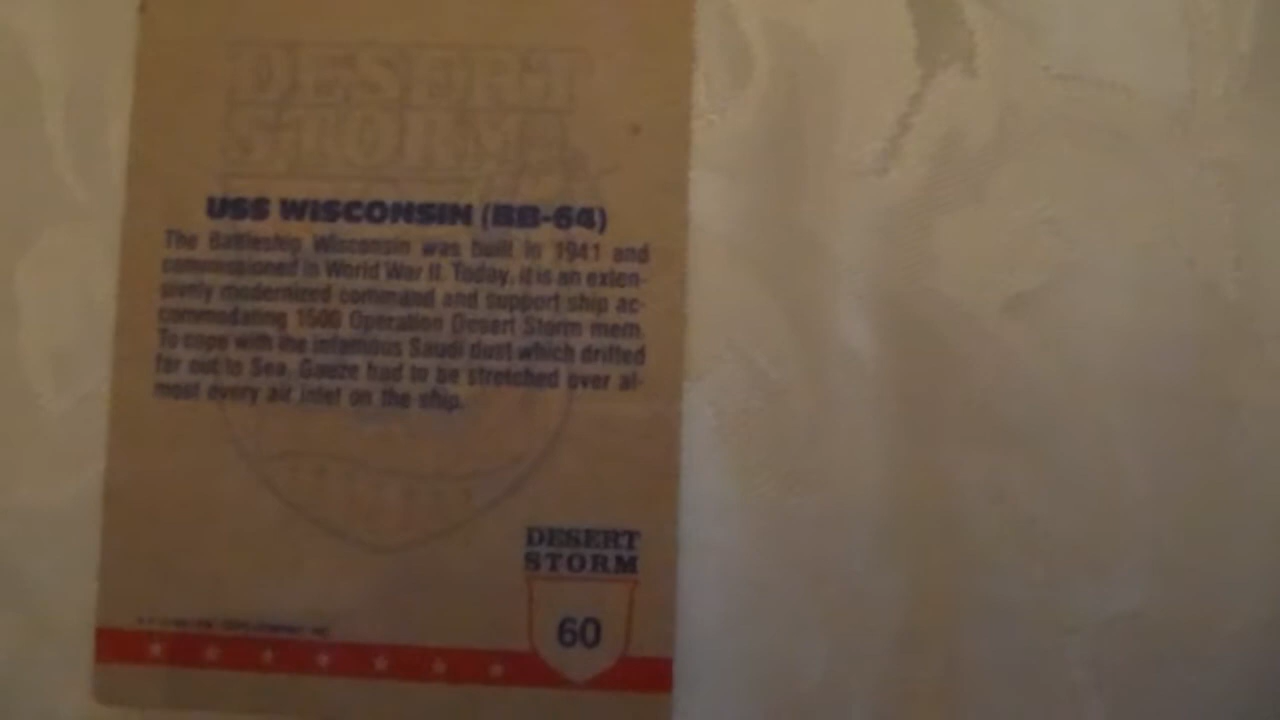 DESERT
STORM
USS WISCONSIN (BB-64)
The Battleship Wisconsin was built in 1941 and
commissioned in World War II. Today, it is an exten-
sively modernized command and support ship ac-
commodating 1500 Operation Desert Storm mem.
To cope with the infamous Saudi dust which drifted
far out to Sea. Gauze had to be stretched over al-
most every air inlet on the ship.
DESERT
STORM
60